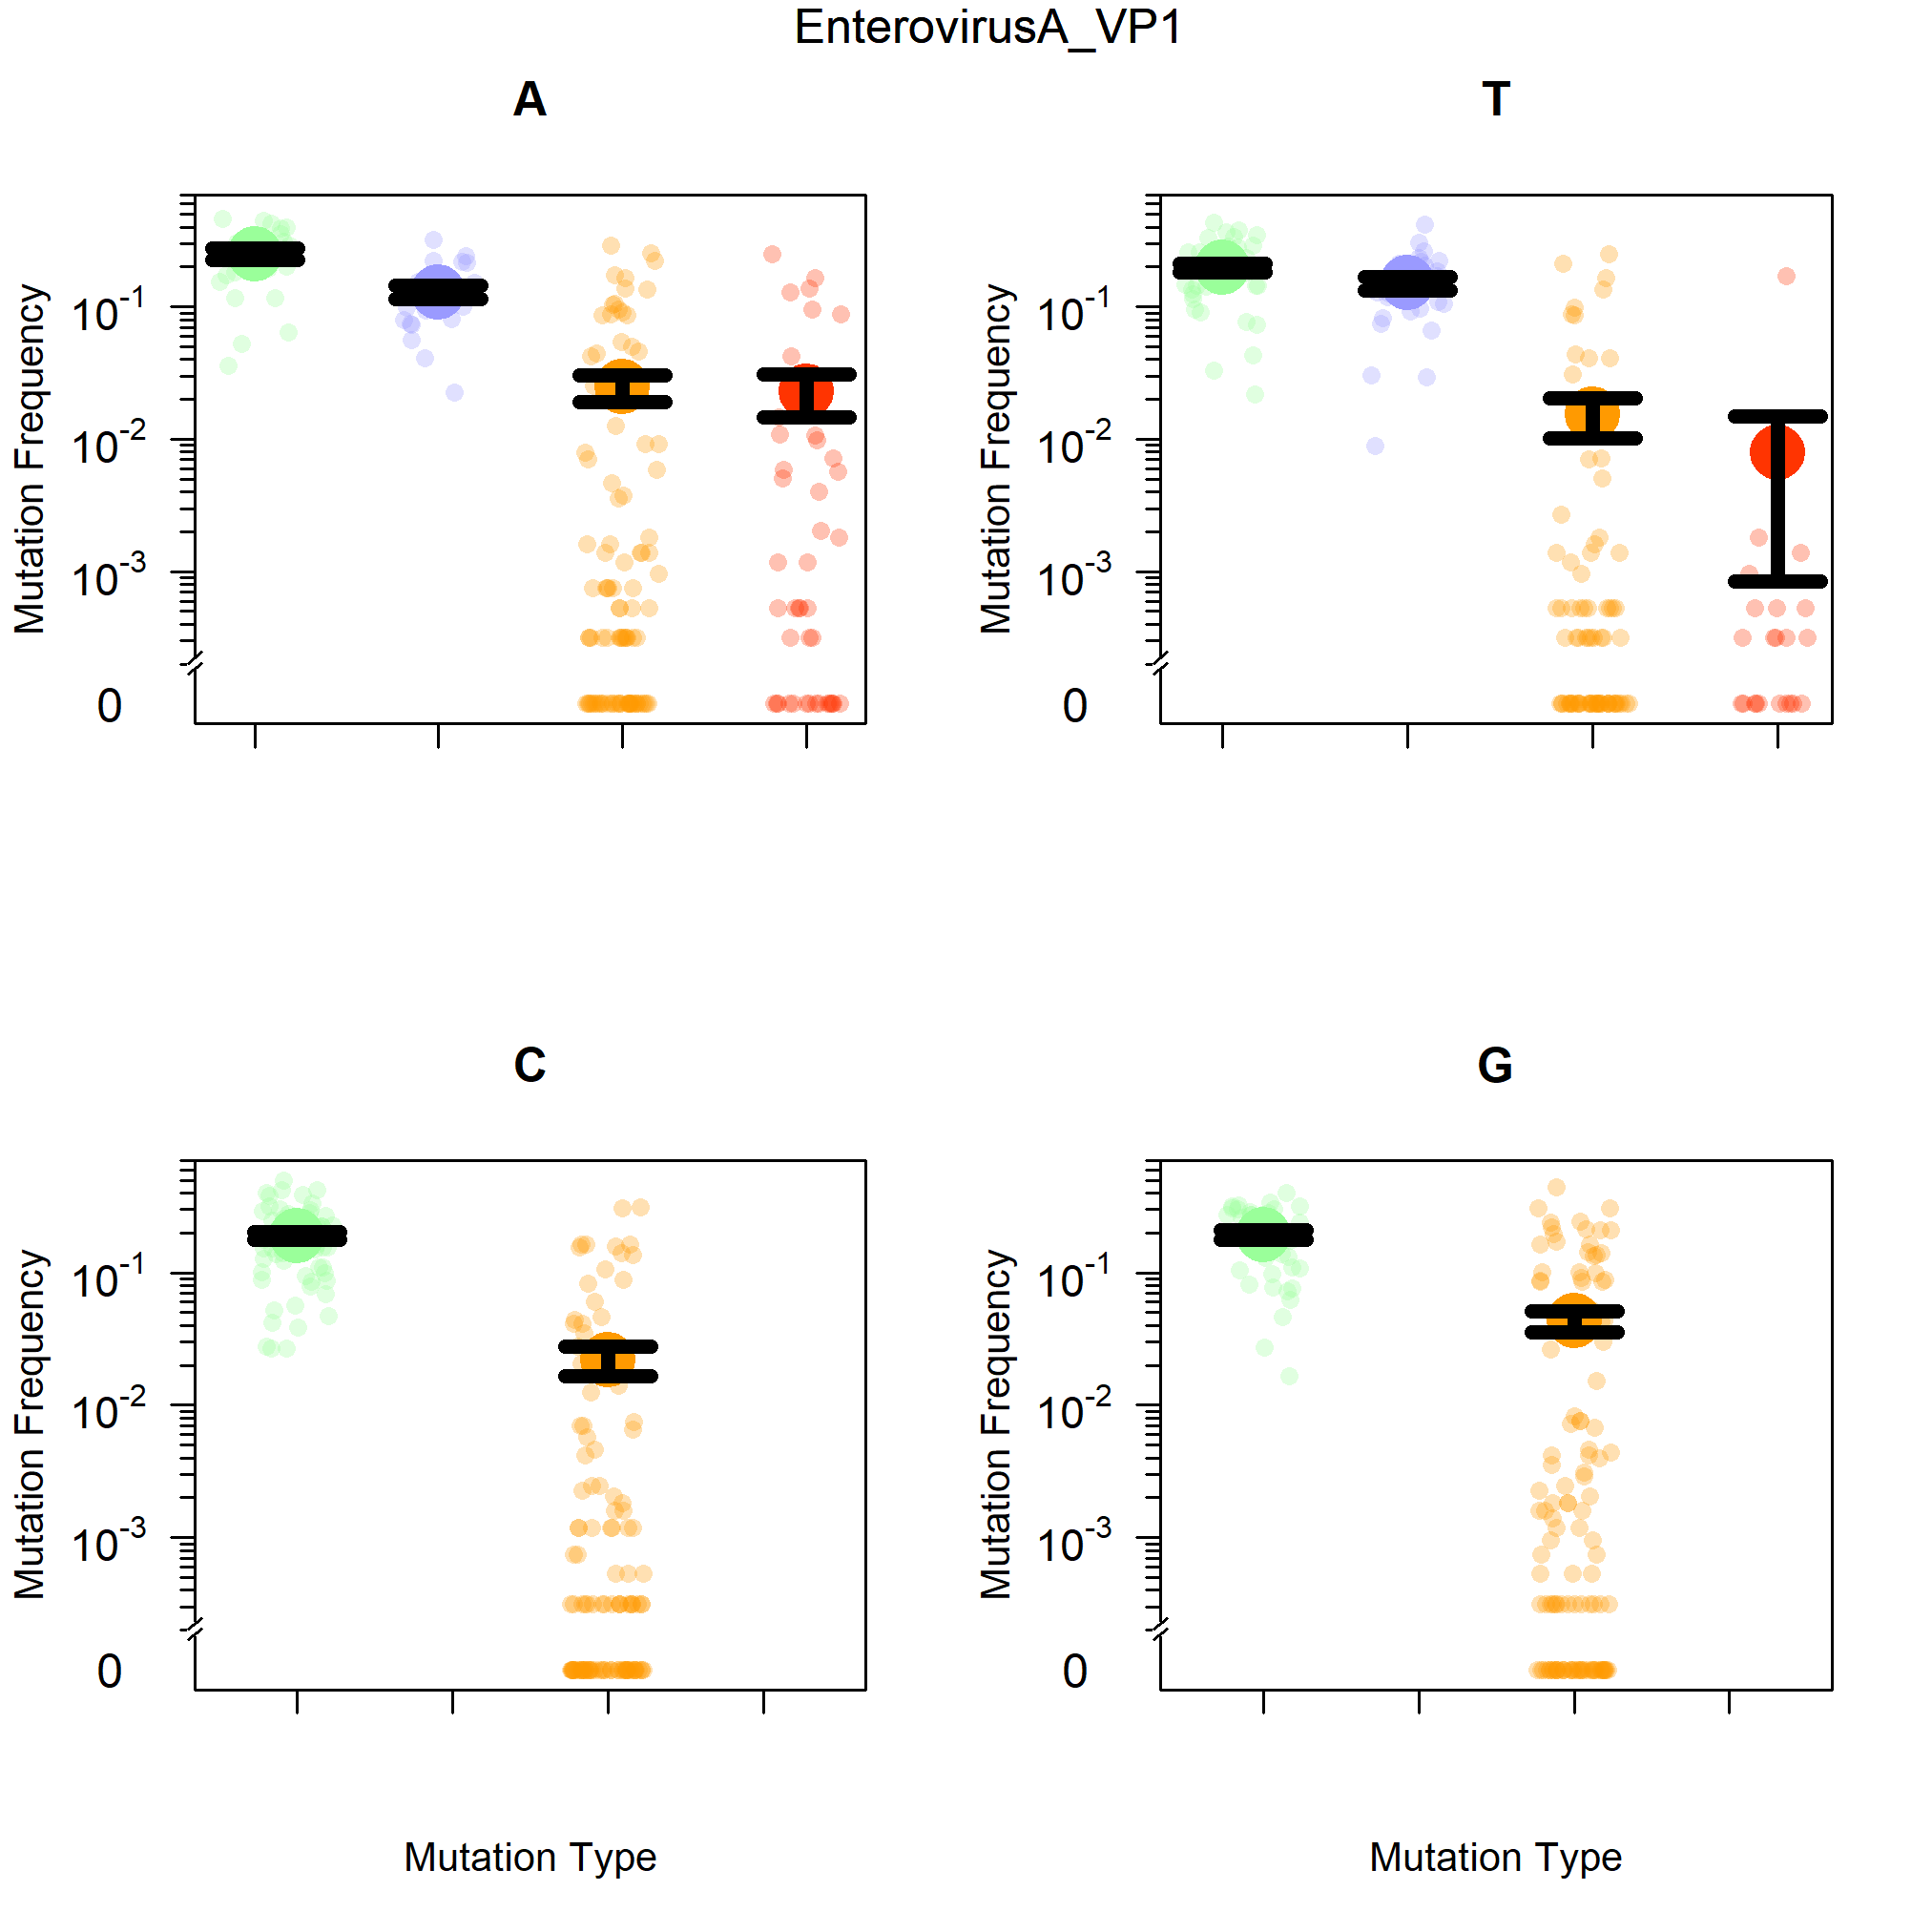 EnterovirusA_VP1
A
Mutation Frequency
10-1
10-2
10-3
0
T
Mutation Frequency
10-1
10-2
10-3
0
C
Mutation Frequency
10-1
10-2
10-3
0
Mutation Type
G
Mutation Frequency
10-1
10-2
10-3
0
Mutation Type